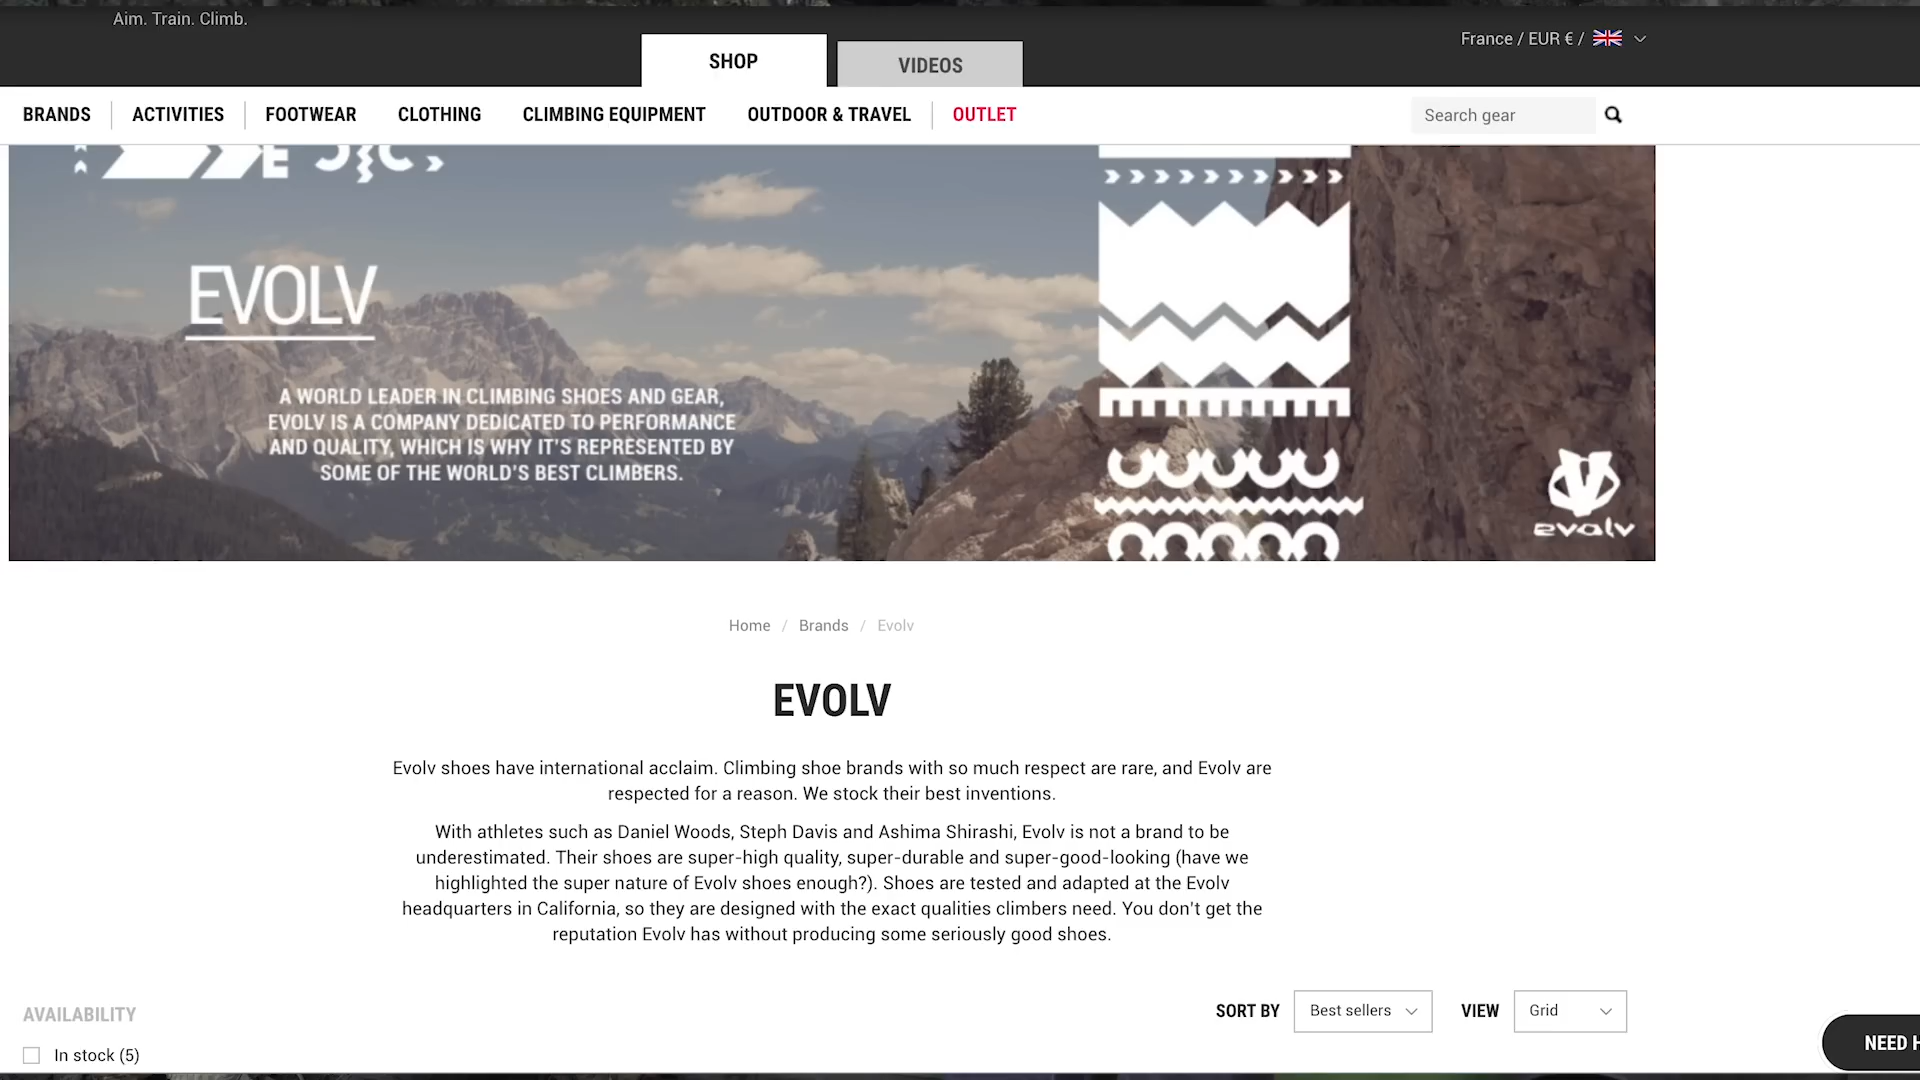 Aim. Train. Climb.
France / EUR € /
SHOP
VIDEOS
BRANDS
ACTIVITIES
FOOTWEAR
CLOTHING
CLIMBING EQUIPMENT
OUTDOOR & TRAVEL
OUTLET
Search gear
EVOLV
A WORLD LEADER IN CLIMBING SHOES AND GEAR,
EVOLV IS A COMPANY DEDICATED TO PERFORMANCE
AND QUALITY, WHICH IS WHY IT'S REPRESENTED BY
SOME OF THE WORLD'S BEST CLIMBERS.
evolv
Home / Brands / Evolv
EVOLV
Evolv shoes have international acclaim. Climbing shoe brands with so much respect are rare, and Evolv are
respected for a reason. We stock their best inventions.
With athletes such as Daniel Woods, Steph Davis and Ashima Shirashi, Evolv is not a brand to be
underestimated. Their shoes are super-high quality, super-durable and super-good-looking (have we
highlighted the super nature of Evolv shoes enough?). Shoes are tested and adapted at the Evolv
headquarters in California, so they are designed with the exact qualities climbers need. You don't get the
reputation Evolv has without producing some seriously good shoes.
AVAILABILITY
SORT BY
Best sellers
VIEW
Grid
NEED
In stock (5)